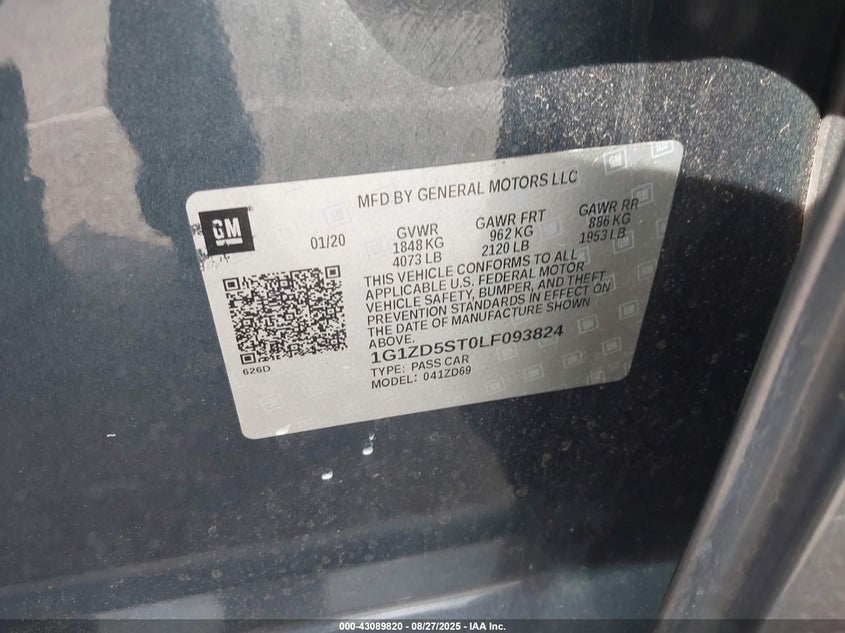 MFD BY GENERAL MOTORS LLC
GM
01/20
GVWR GAWR FRT GAWR RR
1848 KG 962 KG 886 KG
4073 LB 2120 LB 1953 LB
THIS VEHICLE CONFORMS TO ALL
APPLICABLE U.S. FEDERAL MOTOR
VEHICLE SAFETY, BUMPER, AND THEFT
PREVENTION STANDARDS IN EFFECT ON
THE DATE OF MANUFACTURE SHOWN
ABOVE.
1G1ZD5ST0LF093824
TYPE: PASS CAR
MODEL: 041ZD69
626D
000-43089820 - 08/27/2025 - IAA Inc.